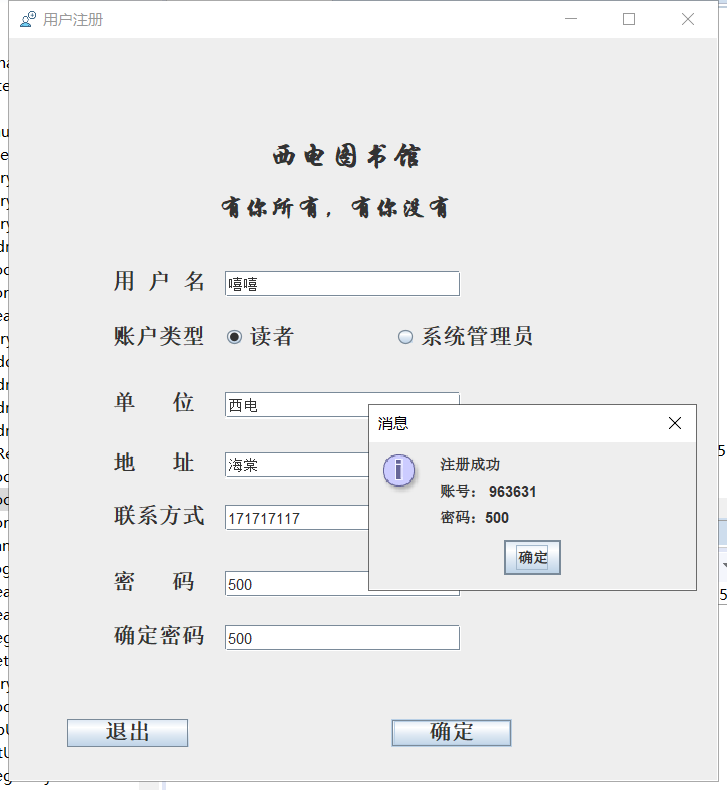 用户注册
西电图书馆
有你所有，有你没有
用 户 名 嘻嘻
账户类型 读者 系统管理员
单 位 西电
地 址 海棠
联系方式 171717117
密 码 500
确定密码 500
退出 确定
消息
注册成功
账号： 963631
密码：500
确定